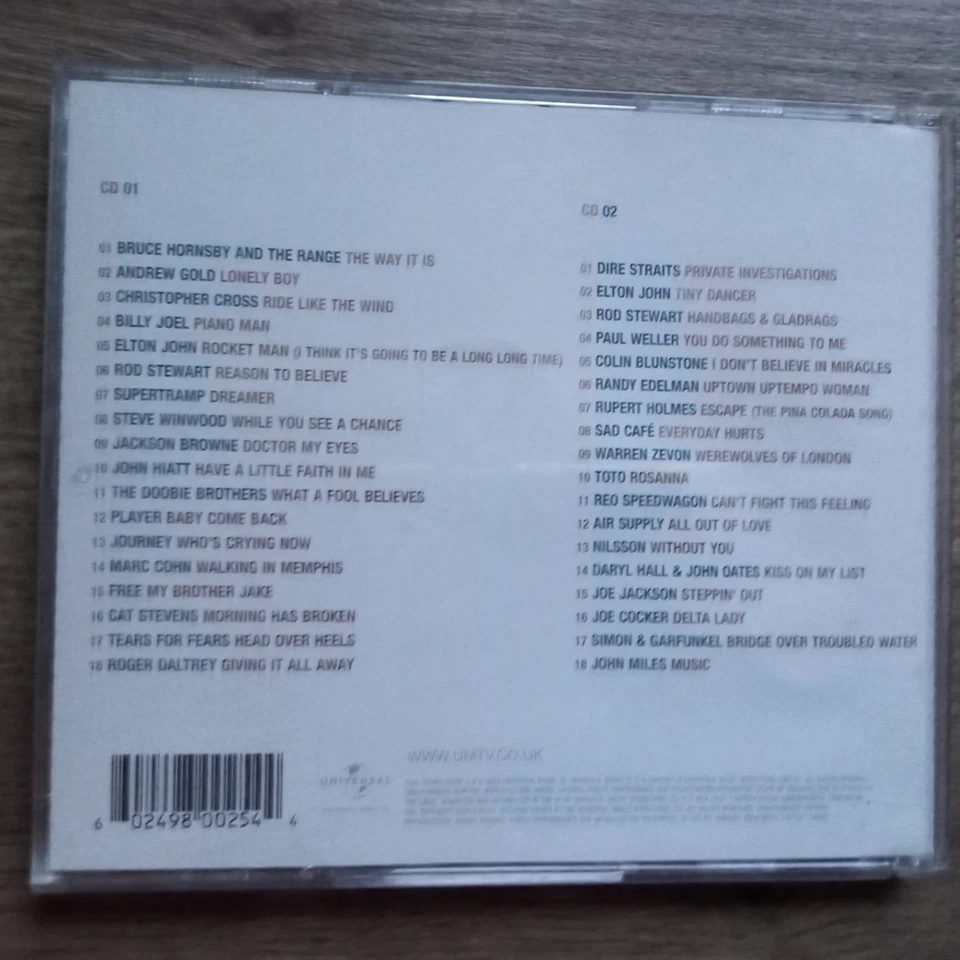 CD 01
01 BRUCE HORNSBY AND THE RANGE THE WAY IT IS
02 ANDREW GOLD LONELY BOY
03 CHRISTOPHER CROSS RIDE LIKE THE WIND
04 BILLY JOEL PIANO MAN
05 ELTON JOHN ROCKET MAN (I THINK IT'S GOING TO BE A LONG LONG TIME)
06 ROD STEWART REASON TO BELIEVE
07 SUPERTRAMP DREAMER
08 STEVE WINWOOD WHILE YOU SEE A CHANCE
09 JACKSON BROWNE DOCTOR MY EYES
10 JOHN HIATT HAVE A LITTLE FAITH IN ME
11 THE DOOBIE BROTHERS WHAT A FOOL BELIEVES
12 PLAYER BABY COME BACK
13 JOURNEY WHO'S CRYING NOW
14 MARC COHN WALKING IN MEMPHIS
15 FREE MY BROTHER JAKE
16 CAT STEVENS MORNING HAS BROKEN
17 TEARS FOR FEARS HEAD OVER HEELS
18 ROGER DALTREY GIVING IT ALL AWAY
CD 02
01 DIRE STRAITS PRIVATE INVESTIGATIONS
02 ELTON JOHN TINY DANCER
03 ROD STEWART HANDBAGS & GLADRAGS
04 PAUL WELLER YOU DO SOMETHING TO ME
05 COLIN BLUNSTONE I DON'T BELIEVE IN MIRACLES
06 RANDY EDELMAN UPTOWN UPTEMPO WOMAN
07 RUPERT HOLMES ESCAPE (THE PINA COLADA SONG)
08 SAD CAFÉ EVERYDAY HURTS
09 WARREN ZEVON WEREWOLVES OF LONDON
10 TOTO ROSANNA
11 REO SPEEDWAGON CAN'T FIGHT THIS FEELING
12 AIR SUPPLY ALL OUT OF LOVE
13 NILSSON WITHOUT YOU
14 DARYL HALL & JOHN OATES KISS ON MY LIST
15 JOE JACKSON STEPPIN' OUT
16 JOE COCKER DELTA LADY
17 SIMON & GARFUNKEL BRIDGE OVER TROUBLED WATER
18 JOHN MILES MUSIC
6 02498 00254 4
UNIVERSAL
WWW.UMTV.CO.UK